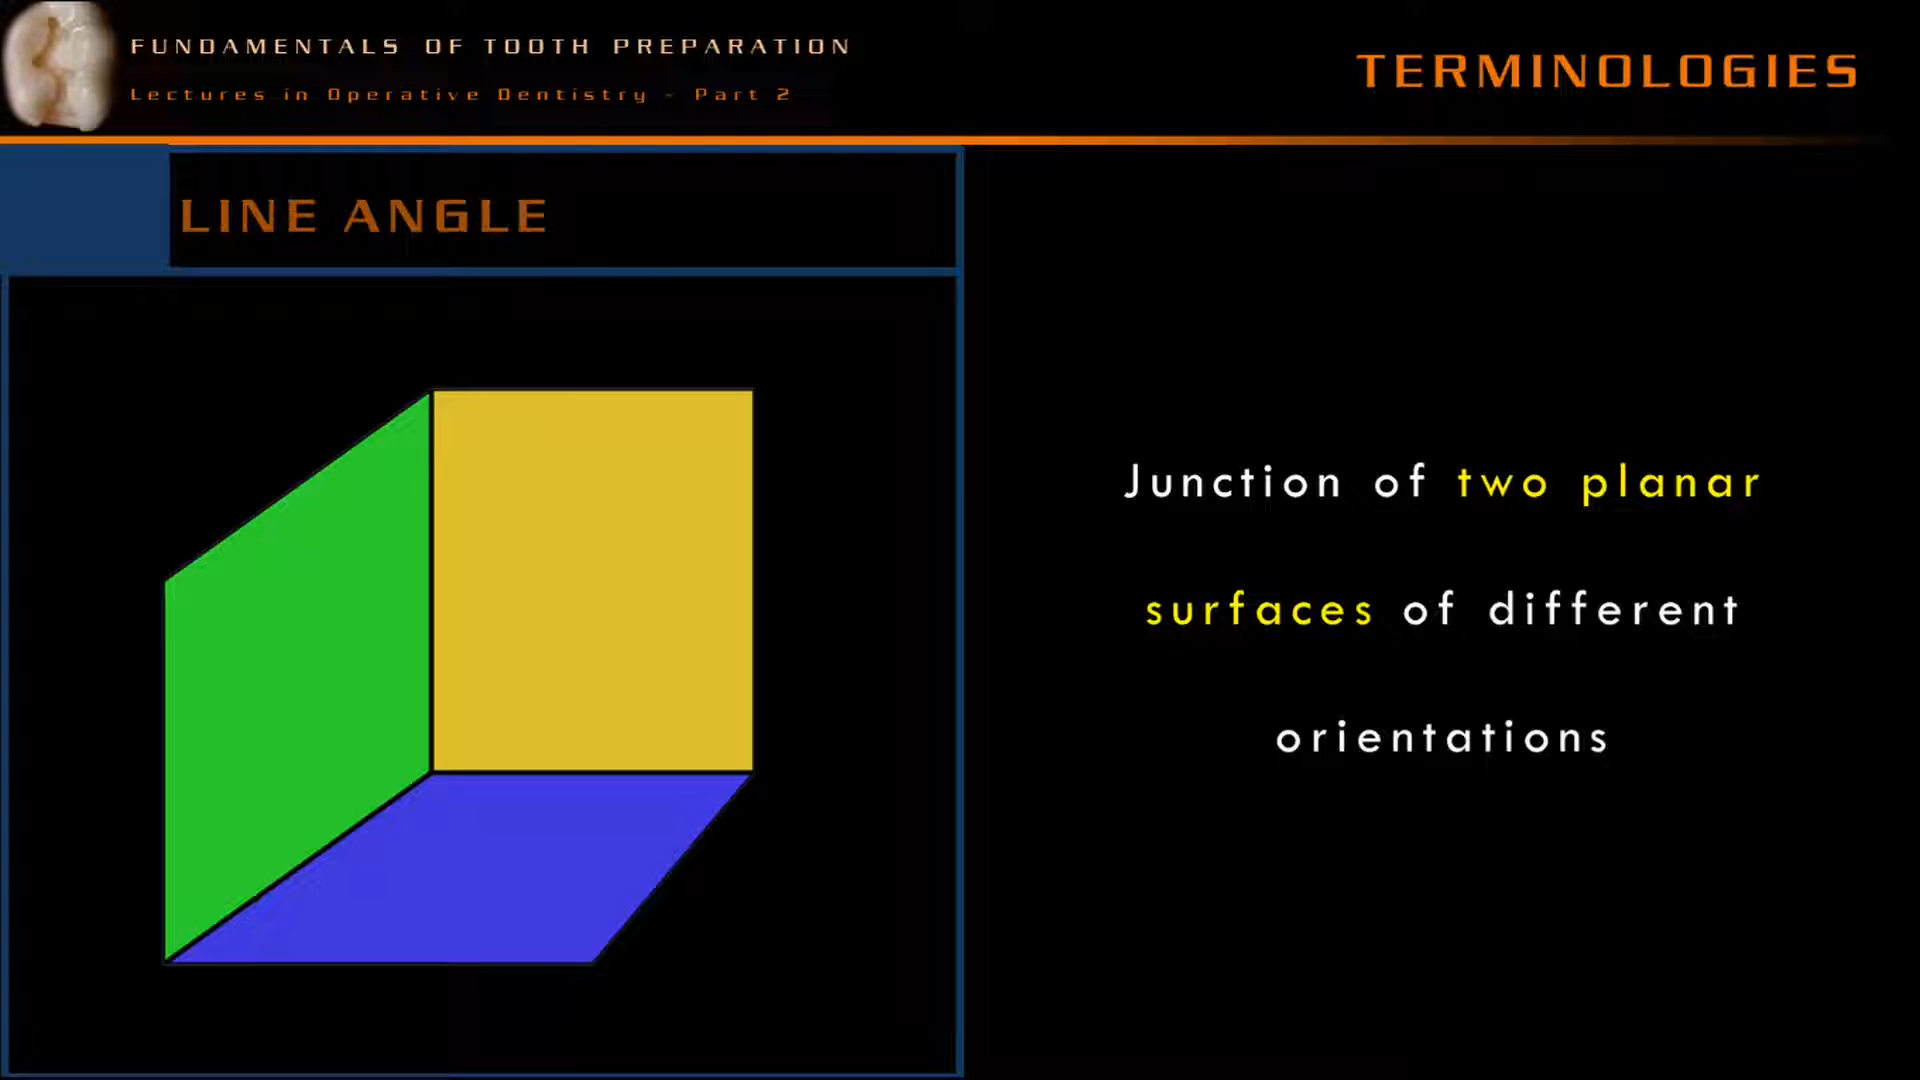 FUNDAMENTALS OF TOOTH PREPARATION
Lectures in Operative Dentistry - Part 2
TERMINOLOGIES
LINE ANGLE
Junction of two planar
surfaces of different
orientations